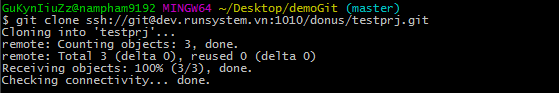 GuKynIiuZz@nampham9192 MINGW64 ~/Desktop/demoGit (master)
$ git clone ssh://git@dev.runsystem.vn:1010/donus/testprj.git
Cloning into 'testprj'...
remote: Counting objects: 3, done.
remote: Total 3 (delta 0), reused 0 (delta 0)
Receiving objects: 100% (3/3), done.
Checking connectivity... done.